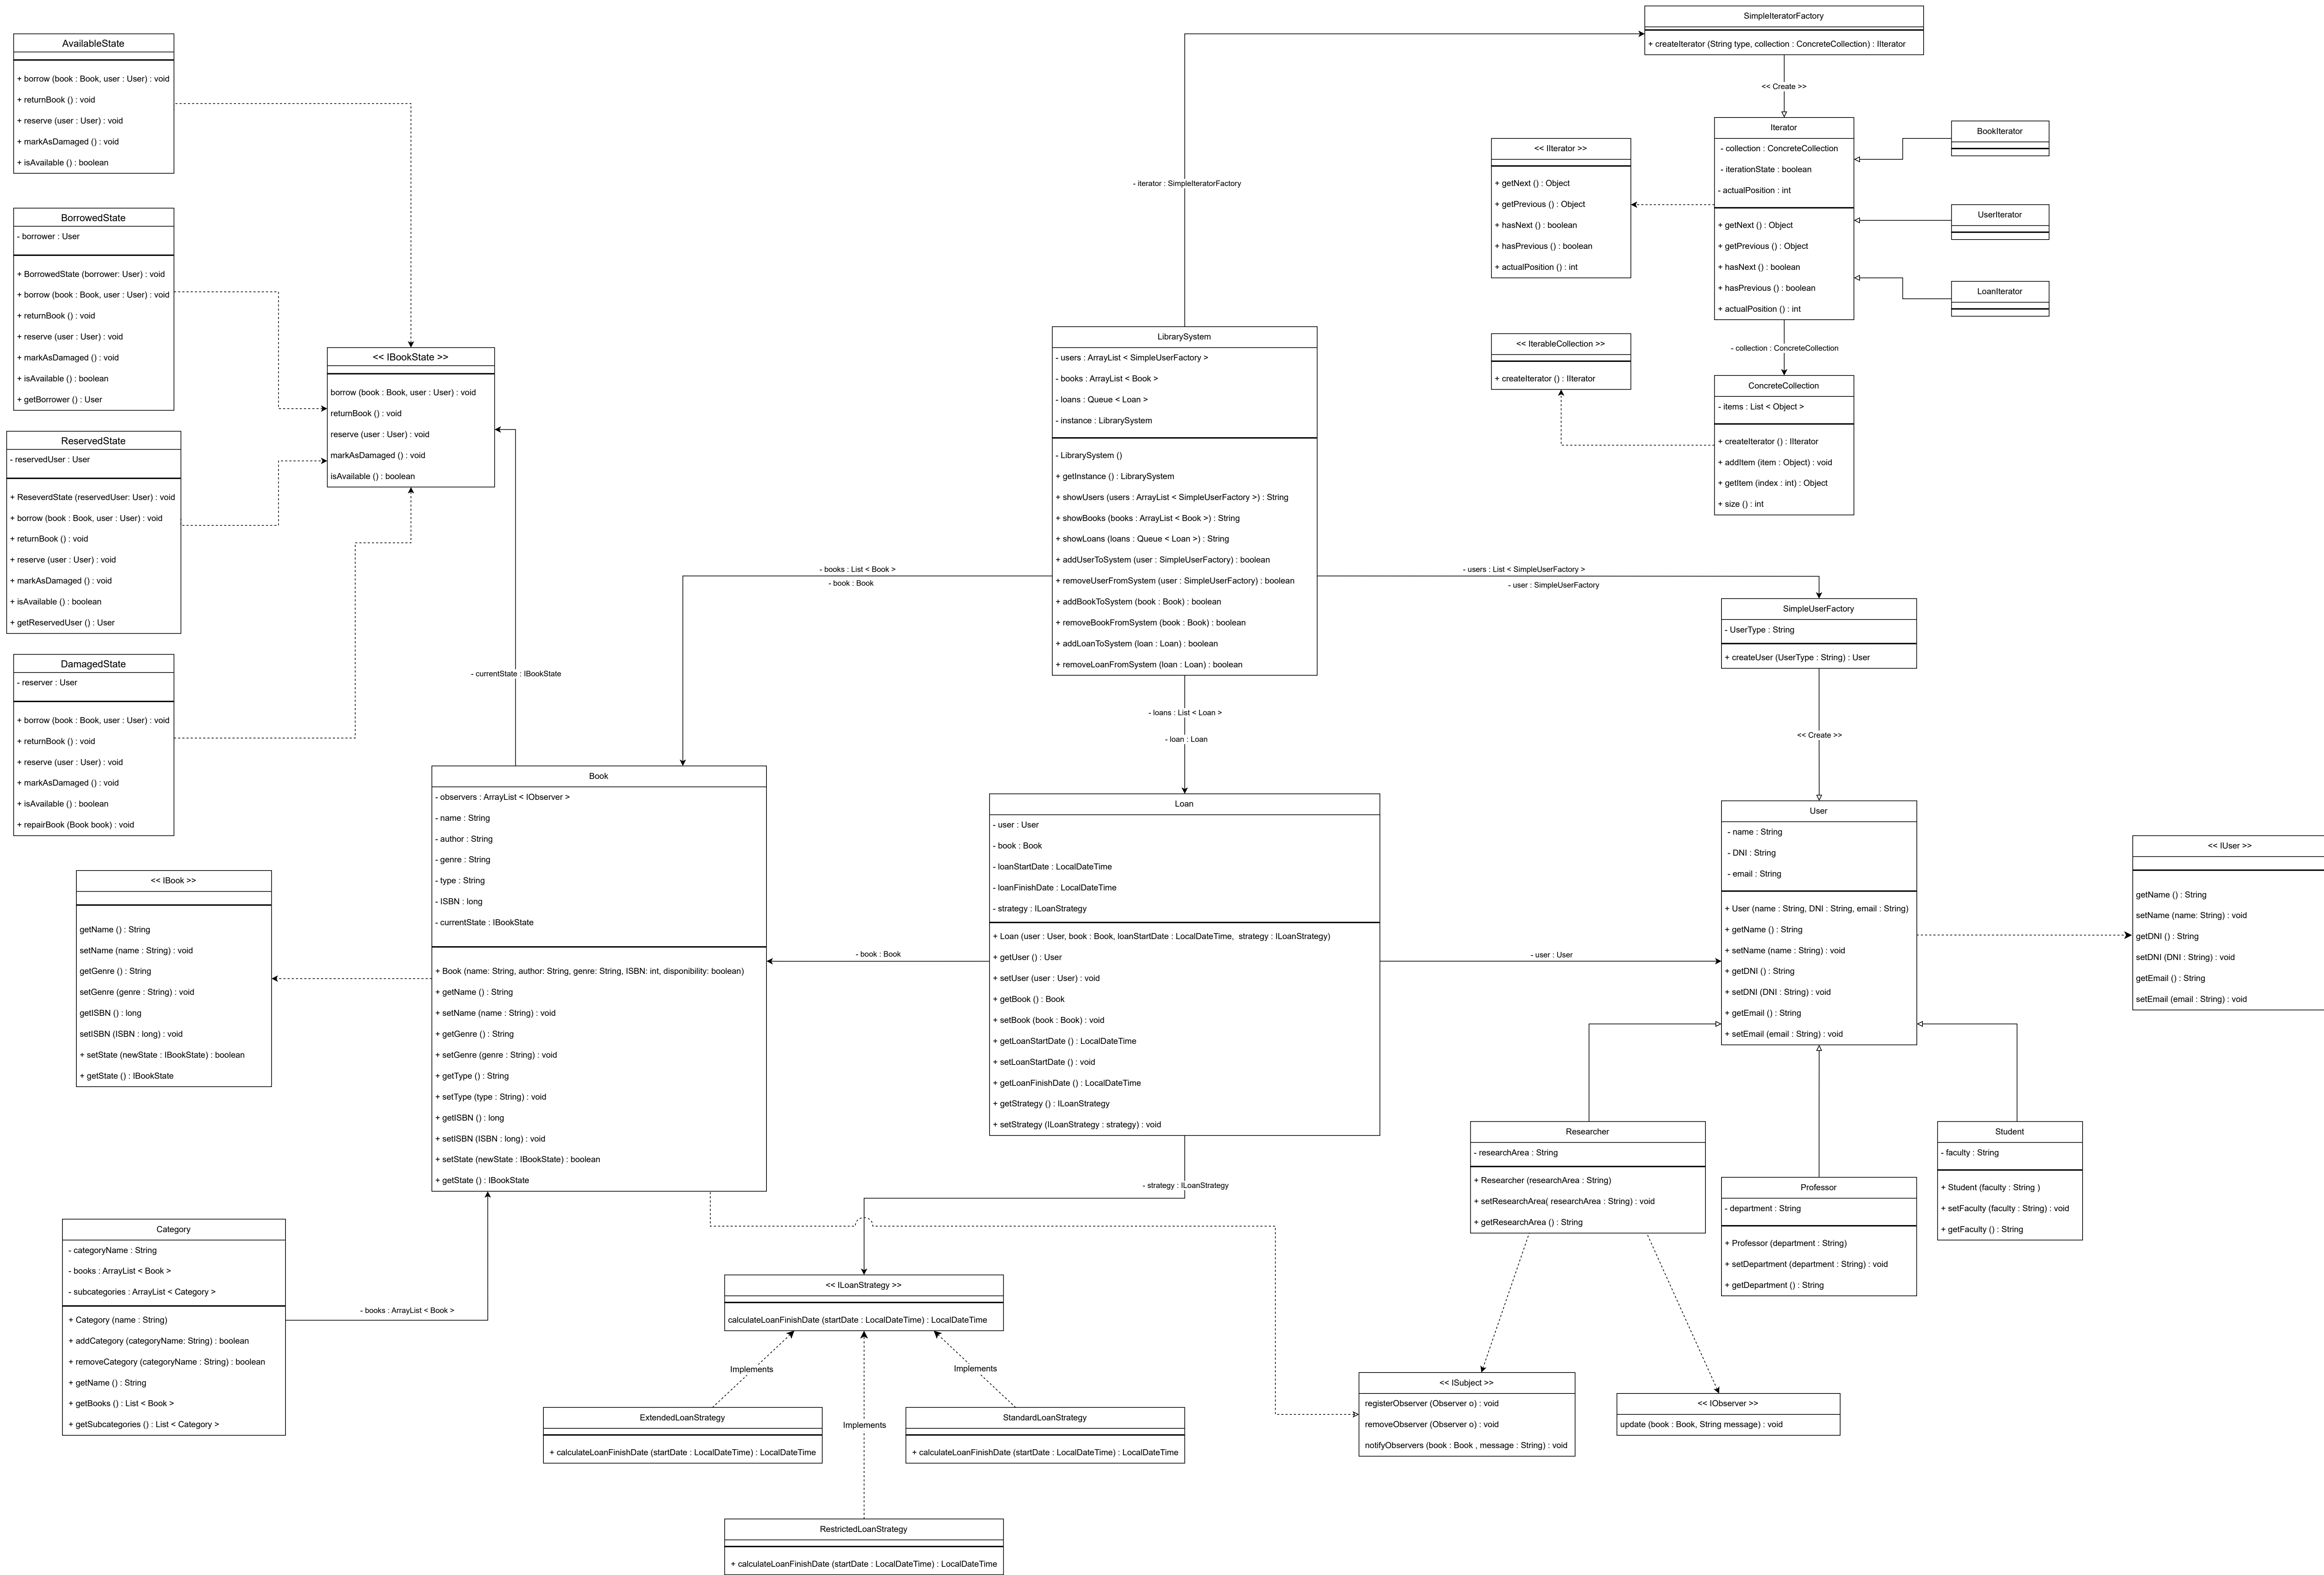 SimpleIteratorFactory
+ createIterator (String type, collection : ConcreteCollection) : IIterator
<< Create >>
AvailableState
+ borrow (book : Book, user : User) : void
+ returnBook () : void
+ reserve (user : User) : void
+ markAsDamaged () : void
+ isAvailable () : boolean
BorrowedState
- borrower : User
+ BorrowedState (borrower: User) : void
+ borrow (book : Book, user : User) : void
+ returnBook () : void
+ reserve (user : User) : void
+ markAsDamaged () : void
+ isAvailable () : boolean
+ getBorrower () : User
ReservedState
- reservedUser : User
+ ReseverdState (reservedUser: User) : void
+ borrow (book : Book, user : User) : void
+ returnBook () : void
+ reserve (user : User) : void
+ markAsDamaged () : void
+ isAvailable () : boolean
+ getReservedUser () : User
DamagedState
- reserver : User
+ borrow (book : Book, user : User) : void
+ returnBook () : void
+ reserve (user : User) : void
+ markAsDamaged () : void
+ isAvailable () : boolean
+ repairBook (Book book) : void
<< IBookState >>
borrow (book : Book, user : User) : void
returnBook () : void
reserve (user : User) : void
markAsDamaged () : void
isAvailable () : boolean
- currentState : IBookState
- iterator : SimpleIteratorFactory
<< IIterator >>
+ getNext () : Object
+ getPrevious () : Object
+ hasNext () : boolean
+ hasPrevious () : boolean
+ actualPosition () : int
Iterator
- collection : ConcreteCollection
- iterationState : boolean
- actualPosition : int
+ getNext () : Object
+ getPrevious () : Object
+ hasNext () : boolean
+ hasPrevious () : boolean
+ actualPosition () : int
BookIterator
UserIterator
LoanIterator
- collection : ConcreteCollection
<< IterableCollection >>
+ createIterator () : IIterator
ConcreteCollection
- items : List < Object >
+ createIterator () : IIterator
+ addItem (item : Object) : void
+ getItem (index : int) : Object
+ size () : int
LibrarySystem
- users : ArrayList < SimpleUserFactory >
- books : ArrayList < Book >
- loans : Queue < Loan >
- instance : LibrarySystem
- LibrarySystem ()
+ getInstance () : LibrarySystem
+ showUsers (users : ArrayList < SimpleUserFactory >) : String
+ showBooks (books : ArrayList < Book >) : String
+ showLoans (loans : Queue < Loan >) : String
+ addUserToSystem (user : SimpleUserFactory) : boolean
+ removeUserFromSystem (user : SimpleUserFactory) : boolean
+ addBookToSystem (book : Book) : boolean
+ removeBookFromSystem (book : Book) : boolean
+ addLoanToSystem (loan : Loan) : boolean
+ removeLoanFromSystem (loan : Loan) : boolean
- books : List < Book >
- book : Book
- users : List < SimpleUserFactory >
- user : SimpleUserFactory
- loans : List < Loan >
- loan : Loan
SimpleUserFactory
- UserType : String
+ createUser (UserType : String) : User
<< Create >>
<< IBook >>
getName () : String
setName (name : String) : void
getGenre () : String
setGenre (genre : String) : void
getISBN () : long
setISBN (ISBN : long) : void
+ setState (newState : IBookState) : boolean
+ getState () : IBookState
Book
- observers : ArrayList < IObserver >
- name : String
- author : String
- genre : String
- type : String
- ISBN : long
- currentState : IBookState
+ Book (name: String, author: String, genre: String, ISBN: int, disponibility: boolean)
+ getName () : String
+ setName (name : String) : void
+ getGenre () : String
+ setGenre (genre : String) : void
+ getType () : String
+ setType (type : String) : void
+ getISBN () : long
+ setISBN (ISBN : long) : void
+ setState (newState : IBookState) : boolean
+ getState () : IBookState
- book : Book
Loan
- user : User
- book : Book
- loanStartDate : LocalDateTime
- loanFinishDate : LocalDateTime
- strategy : ILoanStrategy
+ Loan (user : User, book : Book, loanStartDate : LocalDateTime, strategy : ILoanStrategy)
+ getUser () : User
+ setUser (user : User) : void
+ getBook () : Book
+ setBook (book : Book) : void
+ getLoanStartDate () : LocalDateTime
+ setLoanStartDate () : void
+ getLoanFinishDate () : LocalDateTime
+ getStrategy () : ILoanStrategy
+ setStrategy (ILoanStrategy : strategy) : void
- user : User
- strategy : ILoanStrategy
User
- name : String
- DNI : String
- email : String
+ User (name : String, DNI : String, email : String)
+ getName () : String
+ setName (name : String) : void
+ getDNI () : String
+ setDNI (DNI : String) : void
+ getEmail () : String
+ setEmail (email : String) : void
<< IUser >>
getName () : String
setName (name: String) : void
getDNI () : String
setDNI (DNI : String) : void
getEmail () : String
setEmail (email : String) : void
Researcher
- researchArea : String
+ Researcher (researchArea : String)
+ setResearchArea( researchArea : String) : void
+ getResearchArea () : String
Professor
- department : String
+ Professor (department : String)
+ setDepartment (department : String) : void
+ getDepartment () : String
Student
- faculty : String
+ Student (faculty : String )
+ setFaculty (faculty : String) : void
+ getFaculty () : String
Category
- categoryName : String
- books : ArrayList < Book >
- subcategories : ArrayList < Category >
+ Category (name : String)
+ addCategory (categoryName: String) : boolean
+ removeCategory (categoryName : String) : boolean
+ getName () : String
+ getBooks () : List < Book >
+ getSubcategories () : List < Category >
- books : ArrayList < Book >
<< ILoanStrategy >>
calculateLoanFinishDate (startDate : LocalDateTime) : LocalDateTime
Implements
Implements
Implements
ExtendedLoanStrategy
+ calculateLoanFinishDate (startDate : LocalDateTime) : LocalDateTime
StandardLoanStrategy
+ calculateLoanFinishDate (startDate : LocalDateTime) : LocalDateTime
RestrictedLoanStrategy
+ calculateLoanFinishDate (startDate : LocalDateTime) : LocalDateTime
<< ISubject >>
registerObserver (Observer o) : void
removeObserver (Observer o) : void
notifyObservers (book : Book , message : String) : void
<< IObserver >>
update (book : Book, String message) : void